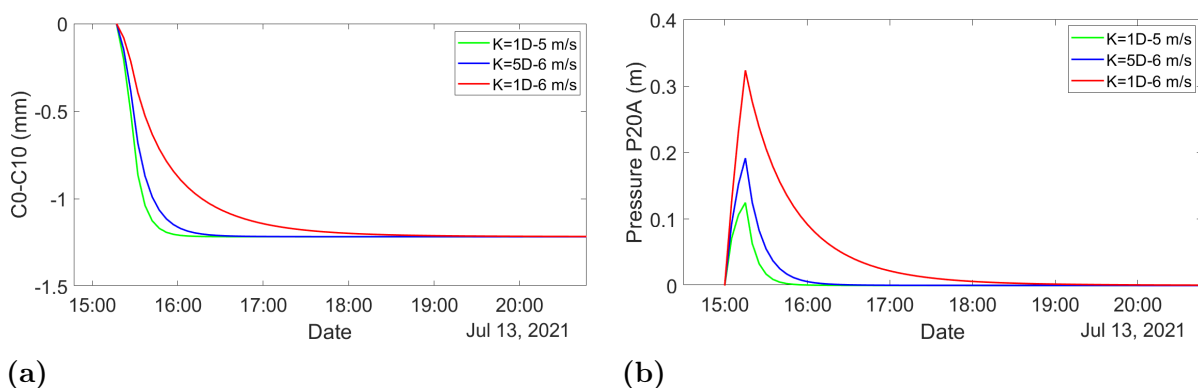 0
-0.5
-1
-1.5
C0-C10 (mm)
15:00 16:00 17:00 18:00 19:00 20:00
Date
Jul 13, 2021
K=1D-5 m/s
K=5D-6 m/s
K=1D-6 m/s
(a)
0.4
0.3
0.2
0.1
0
Pressure P20A (m)
15:00 16:00 17:00 18:00 19:00 20:00
Date
Jul 13, 2021
K=1D-5 m/s
K=5D-6 m/s
K=1D-6 m/s
(b)